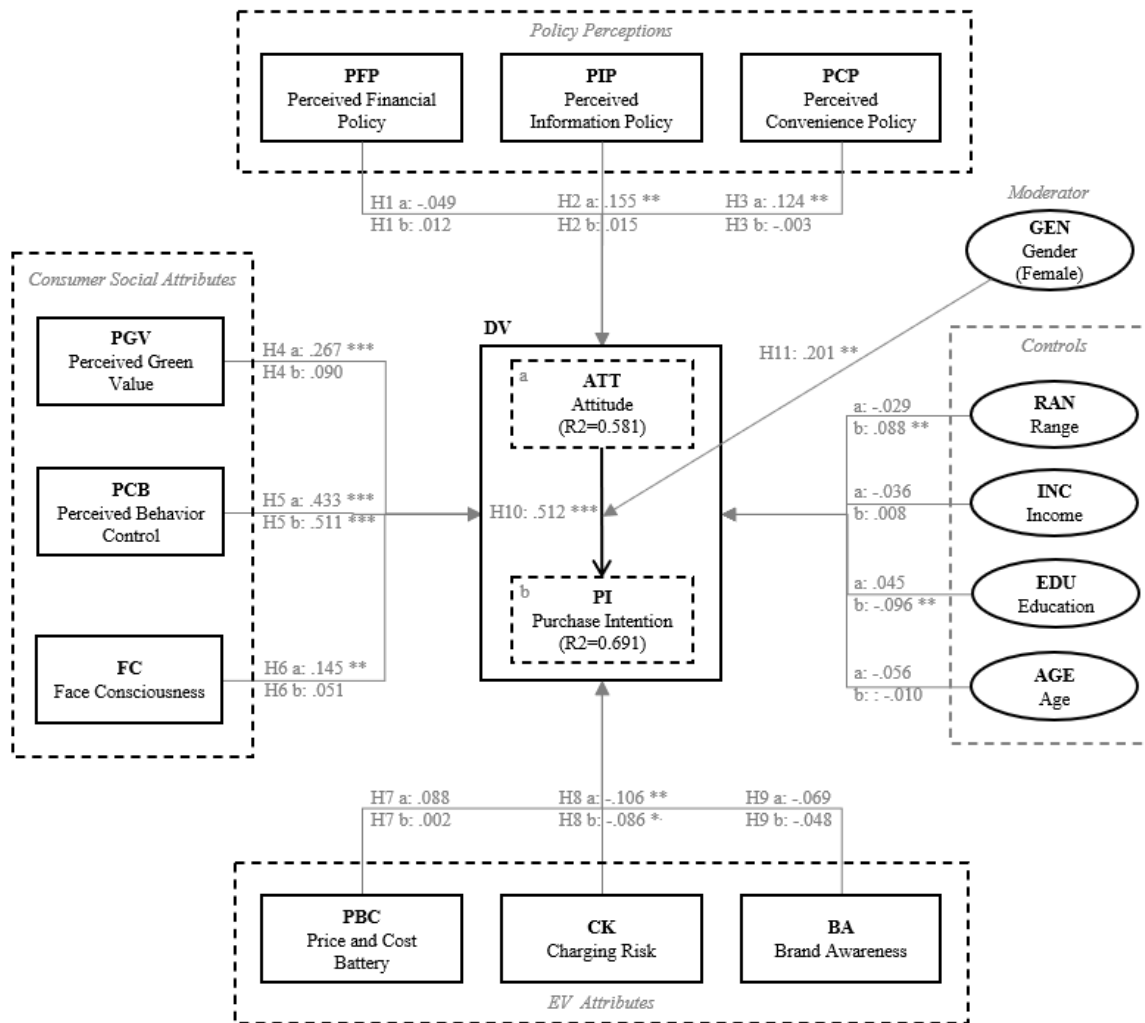 Policy Perceptions
PFP
Perceived Financial
Policy
PIP
Perceived
Information Policy
PCP
Perceived
Convenience Policy
H1 a: -.049
H1 b: .012
H2 a: .155 **
H2 b: .015
H3 a: .124 **
H3 b: -.003
Moderator
GEN
Gender
(Female)
Consumer Social Attributes
PGV
Perceived Green
Value
H4 a: .267 ***
H4 b: .090
PCB
Perceived Behavior
Control
H5 a: .433 ***
H5 b: .511 ***
FC
Face Consciousness
H6 a: .145 **
H6 b: .051
DV
a
ATT
Attitude
(R2=0.581)
H10: .512 ***
b
PI
Purchase Intention
(R2=0.691)
H11: .201 **
Controls
a: -.029
b: .088 **
RAN
Range
a: -.036
b: .008
INC
Income
a: .045
b: -.096 **
EDU
Education
a: -.056
b: : -.010
AGE
Age
H7 a: .088
H7 b: .002
H8 a: -.106 **
H8 b: -.086 *
H9 a: -.069
H9 b: -.048
PBC
Price and Cost
Battery
CK
Charging Risk
BA
Brand Awareness
EV Attributes